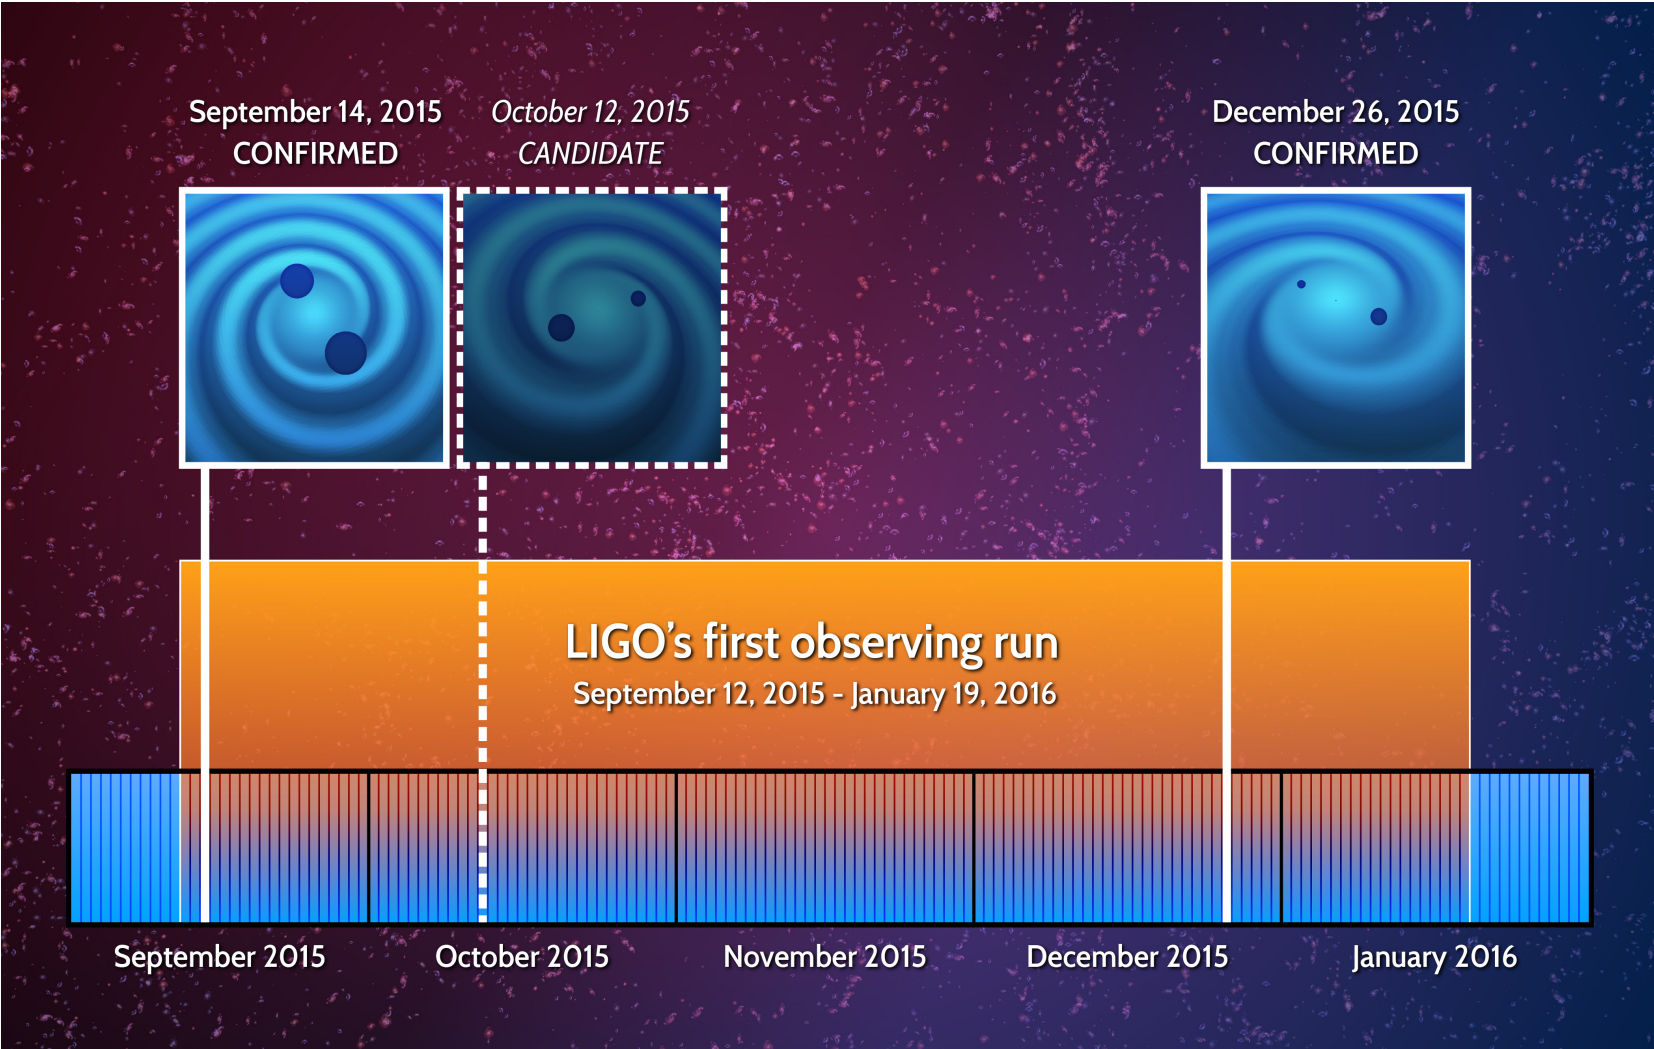 September 14, 2015
CONFIRMED
October 12, 2015
CANDIDATE
December 26, 2015
CONFIRMED
LIGO’s first observing run
September 12, 2015 - January 19, 2016
September 2015
October 2015
November 2015
December 2015
January 2016